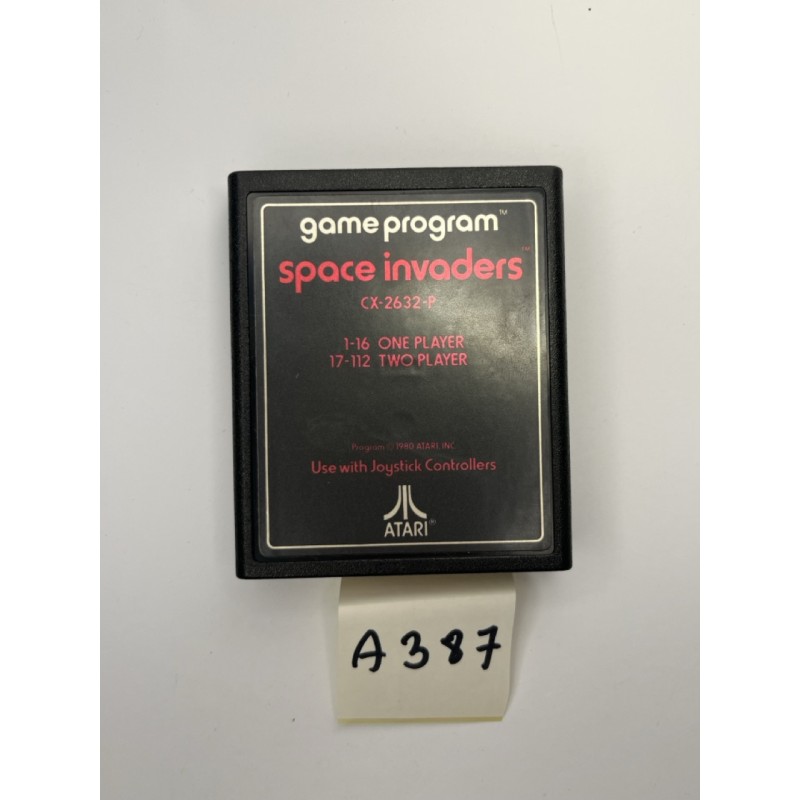 game program™
space invaders™
CX-2632-P
1-16 ONE PLAYER
17-112 TWO PLAYER
Program © 1980 ATARI, INC.
Use with Joystick Controllers
ATARI®
A387